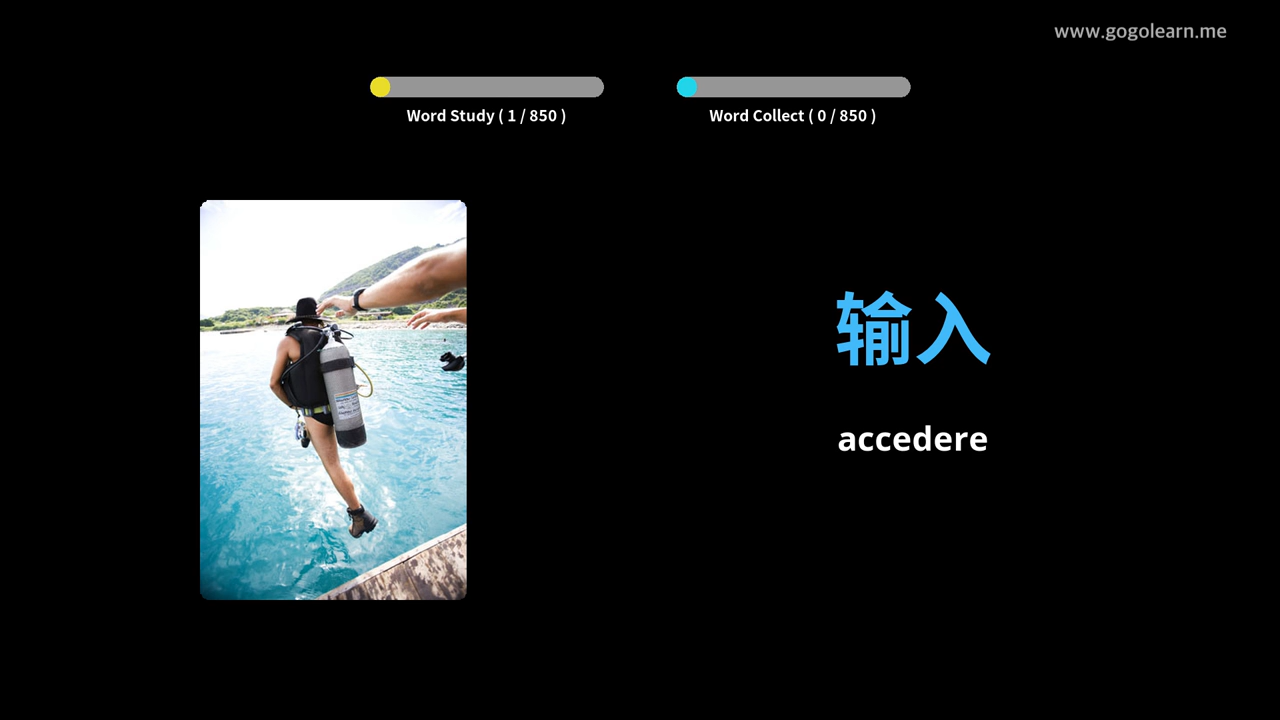 www.gogolearn.me
Word Study ( 1 / 850 )
Word Collect ( 0 / 850 )
输入
accedere